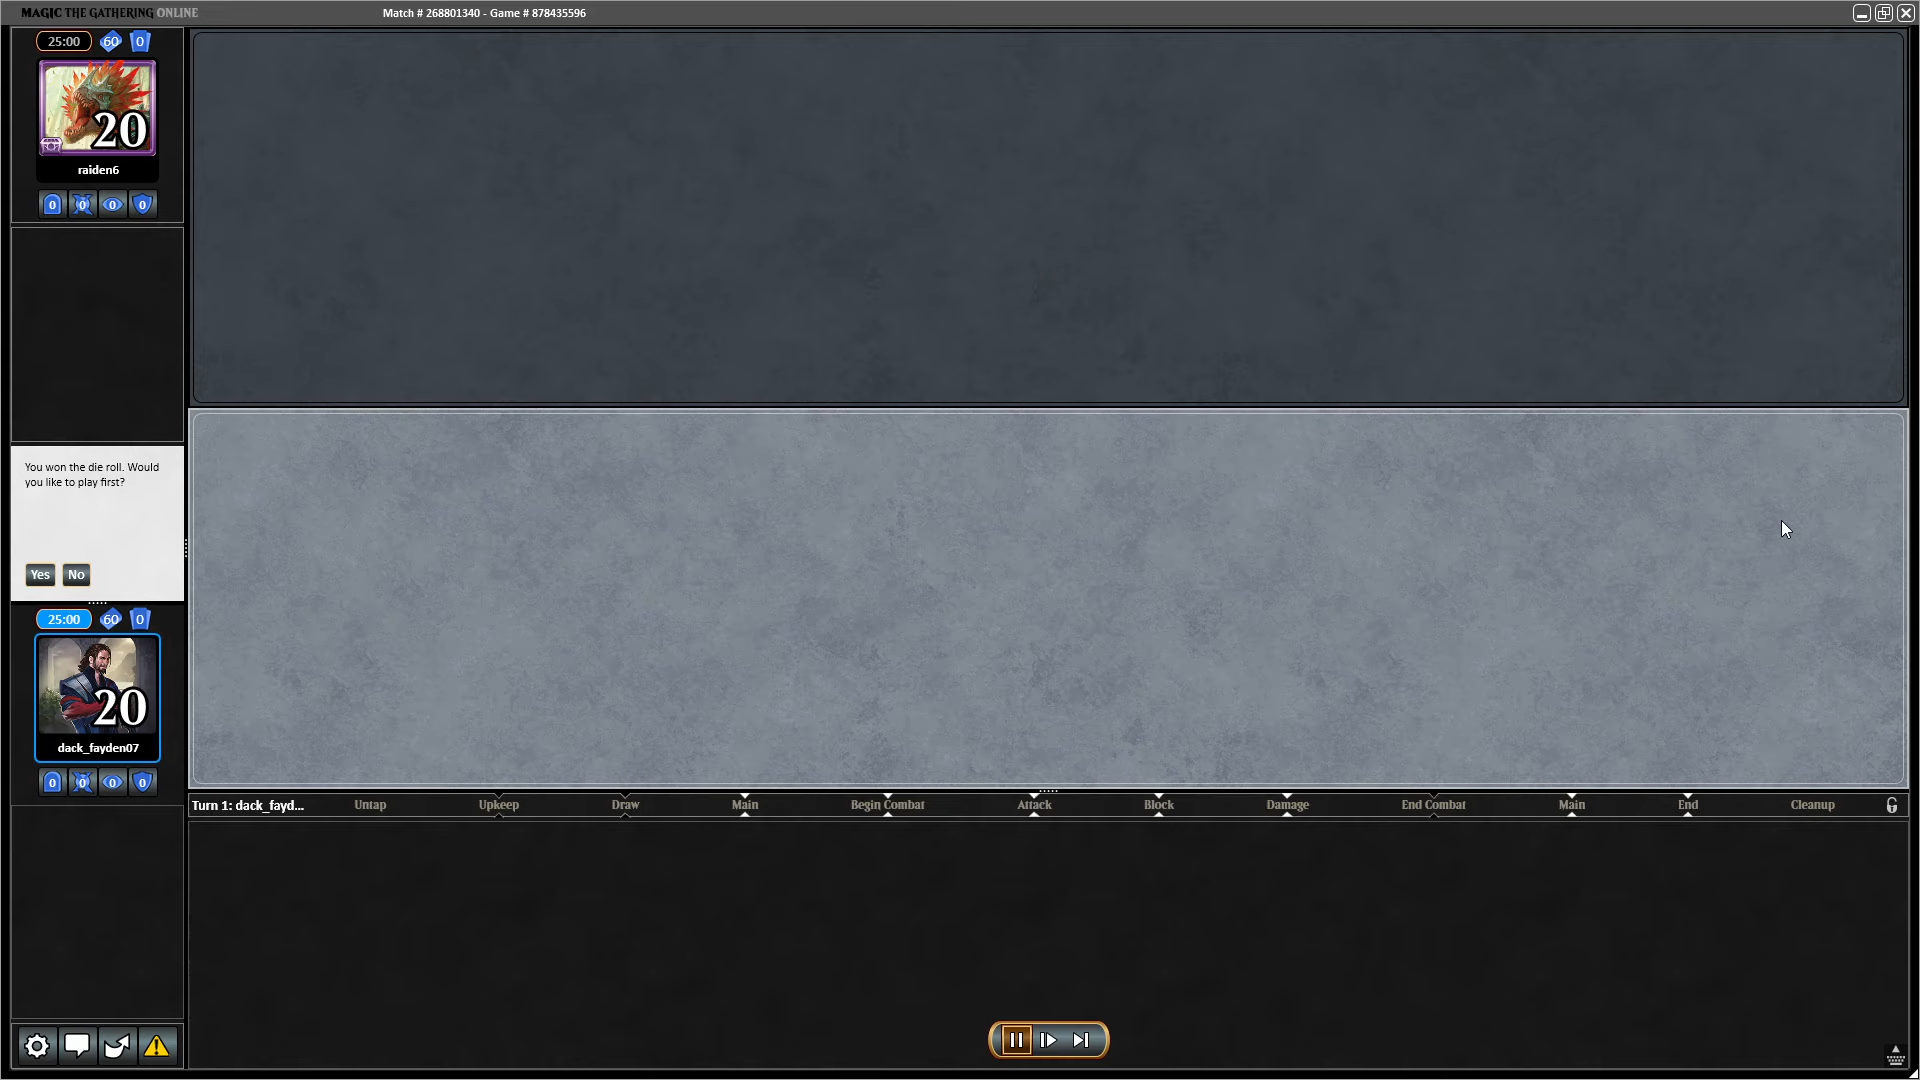 MAGIC THE GATHERING ONLINE
Match # 268801340 - Game # 878435596
25:00 60 0
20
raiden6
0 0 0 0
You won the die roll. Would
you like to play first?
Yes No
25:00 60 0
20
dack_fayden07
0 0 0 0
Turn 1: dack_fayd... Untap Upkeep Draw Main Begin Combat Attack Block Damage End Combat Main End Cleanup